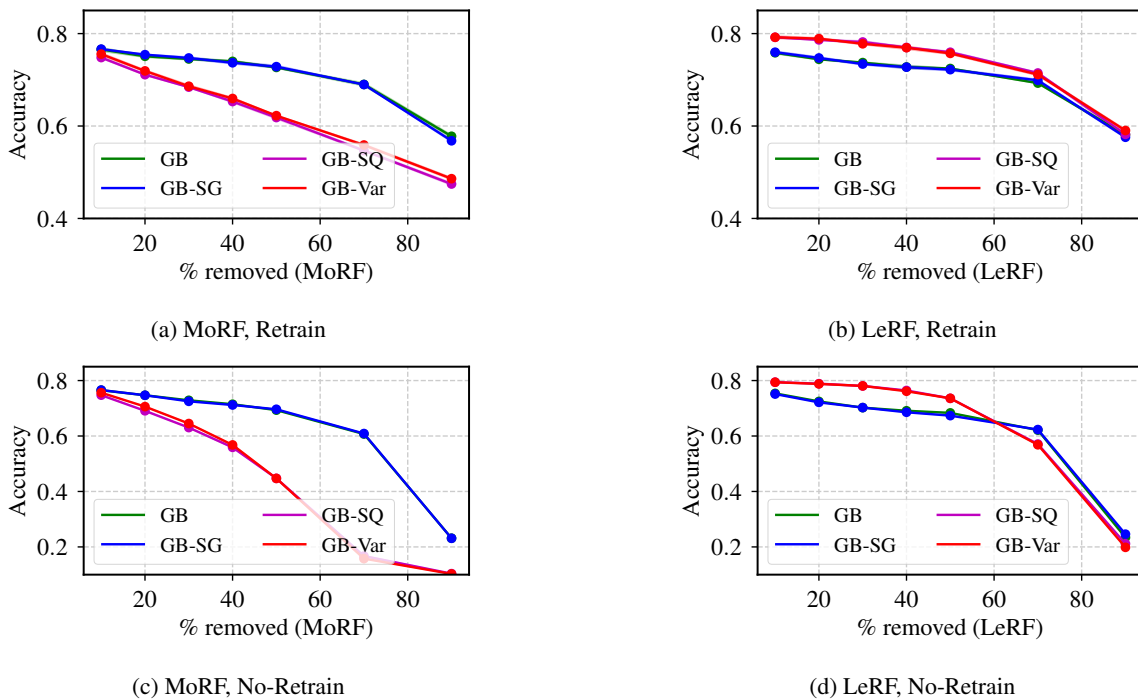 0.8
0.6
0.4
Accuracy
GB
GB-SG
GB-SQ
GB-Var
20 40 60 80
% removed (MoRF)
(a) MoRF, Retrain
0.8
0.6
0.4
Accuracy
GB
GB-SG
GB-SQ
GB-Var
20 40 60 80
% removed (LeRF)
(b) LeRF, Retrain
0.8
0.6
0.4
0.2
Accuracy
GB
GB-SG
GB-SQ
GB-Var
20 40 60 80
% removed (MoRF)
(c) MoRF, No-Retrain
0.8
0.6
0.4
0.2
Accuracy
GB
GB-SG
GB-SQ
GB-Var
20 40 60 80
% removed (LeRF)
(d) LeRF, No-Retrain